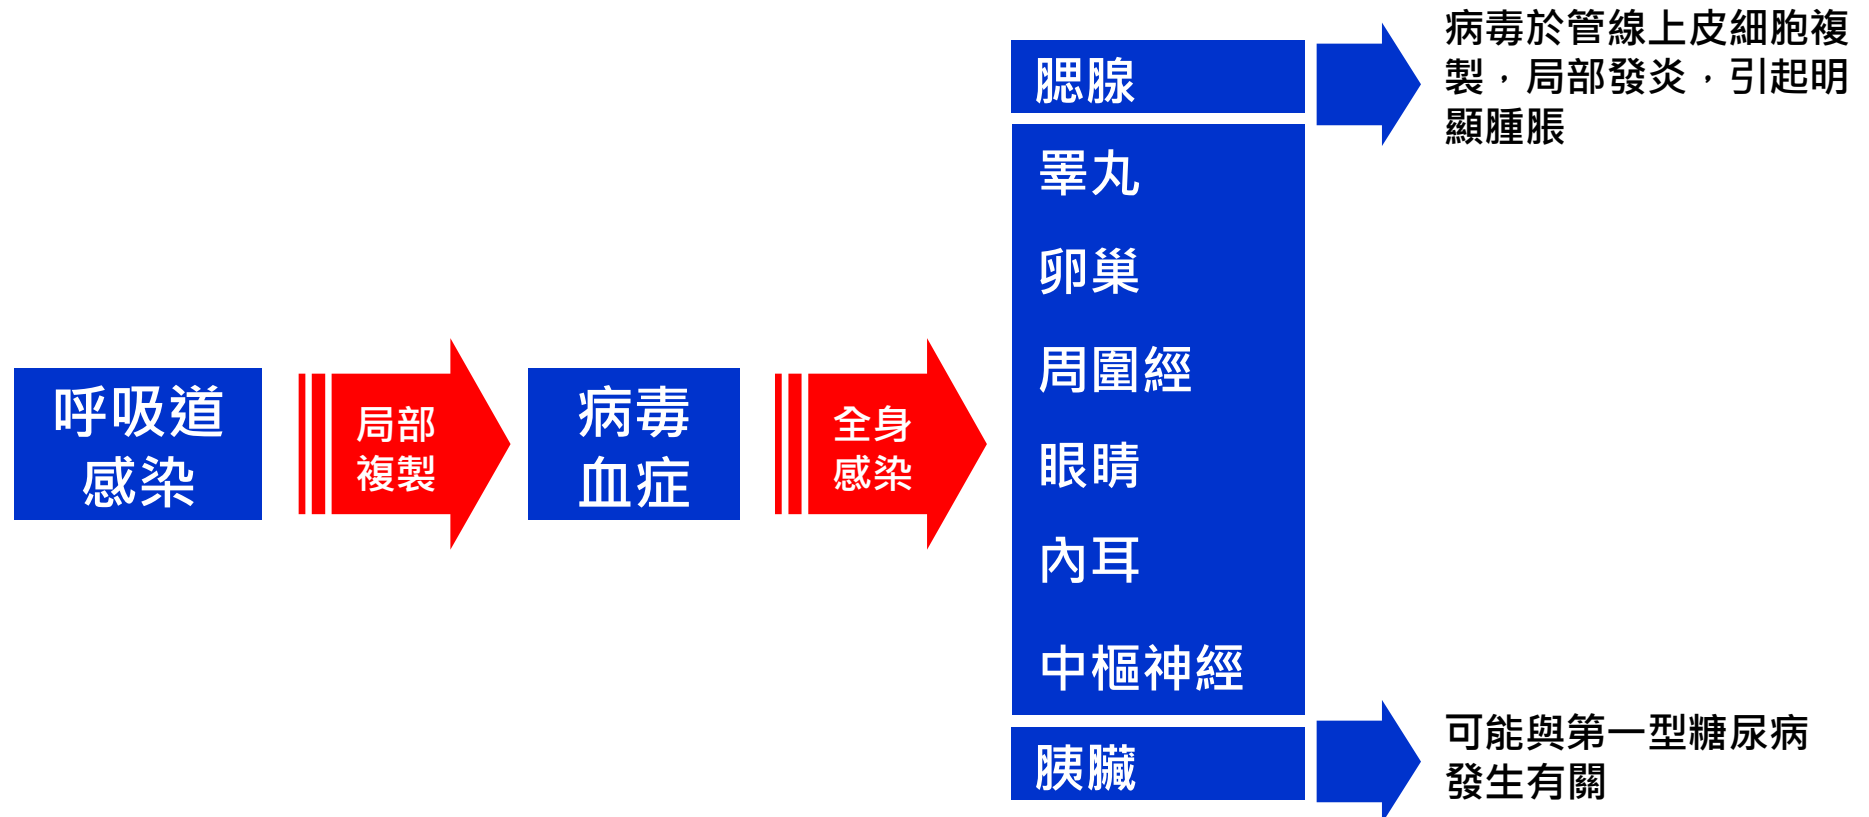 呼吸道
感染
局部
複製
病毒
血症
全身
感染
腮腺
睪丸
卵巢
周圍經
眼睛
內耳
中樞神經
胰臟
病毒於管線上皮細胞複
製，局部發炎，引起明
顯腫脹
可能與第一型糖尿病
發生有關